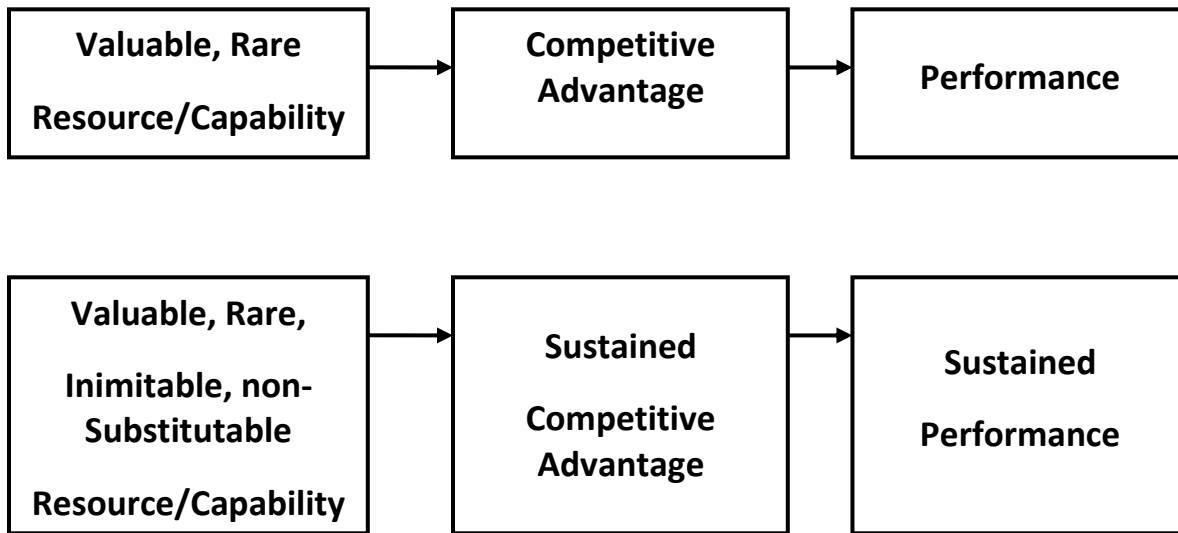 Valuable, Rare
Resource/Capability
Competitive
Advantage
Performance
Valuable, Rare,
Inimitable, non-
Substitutable
Resource/Capability
Sustained
Competitive
Advantage
Sustained
Performance